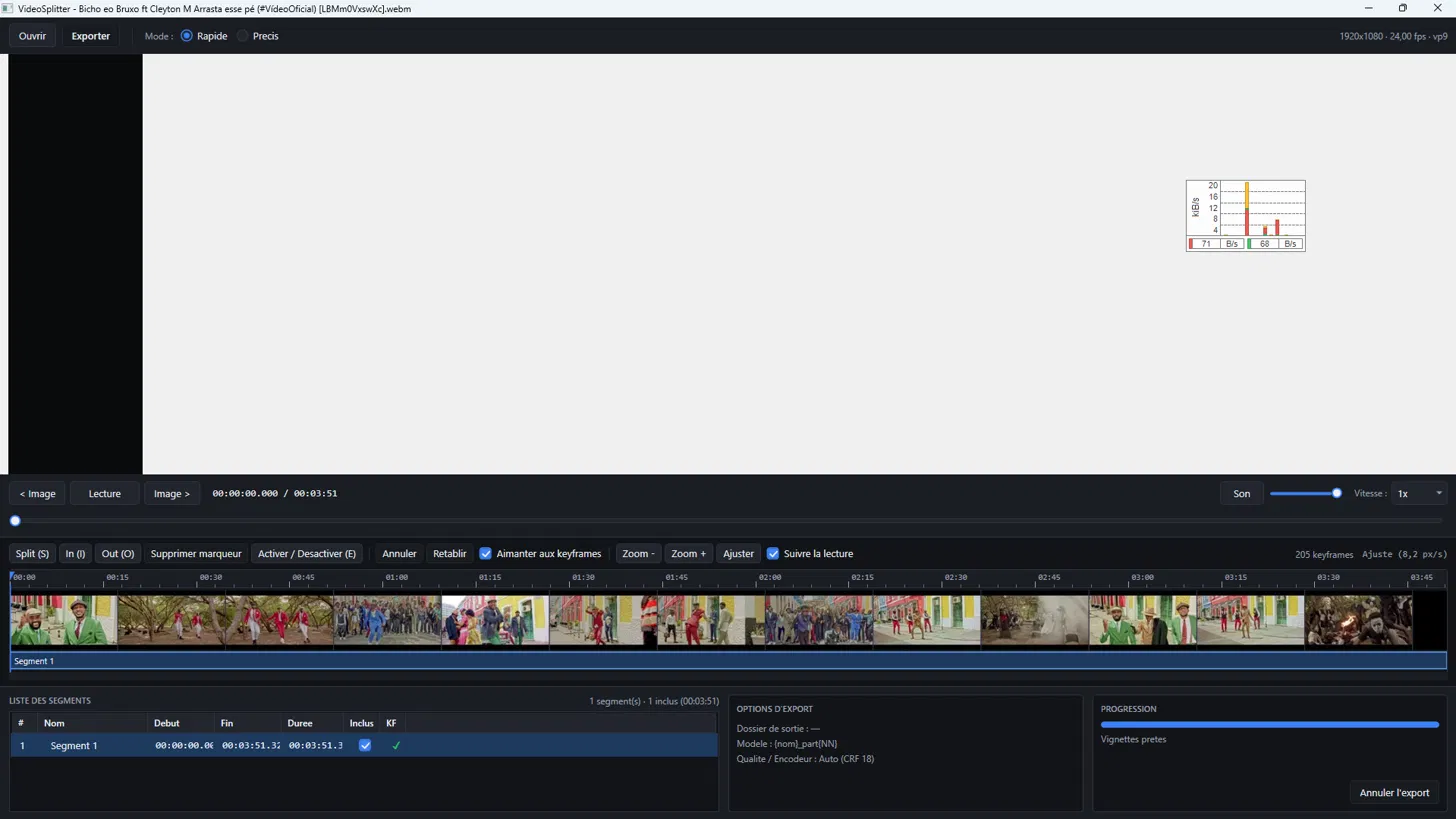 VideoSplitter - Bicho eo Bruxo ft Cleyton M Arrasta esse pé (#VídeoOficial) [LBMm0VxswXc].webm
Ouvrir Exporter Mode : Rapide Precis 1920x1080 · 24,00 fps · vp9
20
16
12
8
4
kiB/s
71 B/s 68 B/s
< Image Lecture Image > 00:00:00.000 / 00:03:51 Son Vitesse : 1x
Split (S) In (I) Out (O) Supprimer marqueur Activer / Desactiver (E) Annuler Retablir Aimanter aux keyframes Zoom - Zoom + Ajuster Suivre la lecture 205 keyframes Ajuste (8,2 px/s)
00:00 00:15 00:30 00:45 01:00 01:15 01:30 01:45 02:00 02:15 02:30 02:45 03:00 03:15 03:30 03:45
Segment 1
LISTE DES SEGMENTS 1 segment(s) · 1 inclus (00:03:51)
# Nom Debut Fin Duree Inclus KF
1 Segment 1 00:00:00.00 00:03:51.32 00:03:51.3 ✓
OPTIONS D'EXPORT
Dossier de sortie : —
Modele : {nom}_part{NN}
Qualite / Encodeur : Auto (CRF 18)
PROGRESSION
Vignettes pretes
Annuler l'export